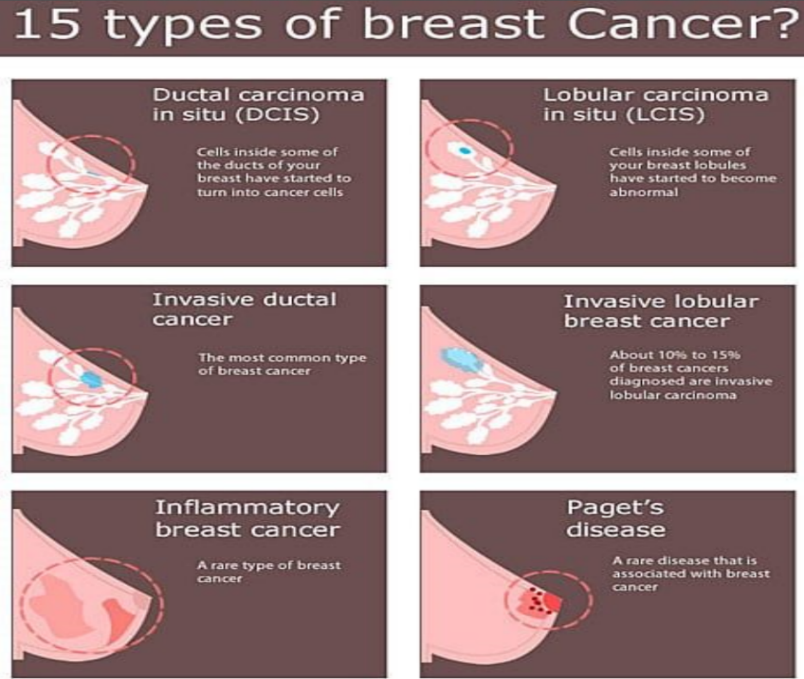 15 types of breast Cancer?
Ductal carcinoma
in situ (DCIS)
Cells inside some of
the ducts of your
breast have started to
turn into cancer cells
Lobular carcinoma
in situ (LCIS)
Cells inside some of
your breast lobules
have started to become
abnormal
Invasive ductal
cancer
The most common type
of breast cancer
Invasive lobular
breast cancer
About 10% to 15%
of breast cancers
diagnosed are invasive
lobular carcinoma
Inflammatory
breast cancer
A rare type of breast
cancer
Paget's
disease
A rare disease that is
associated with breast
cancer